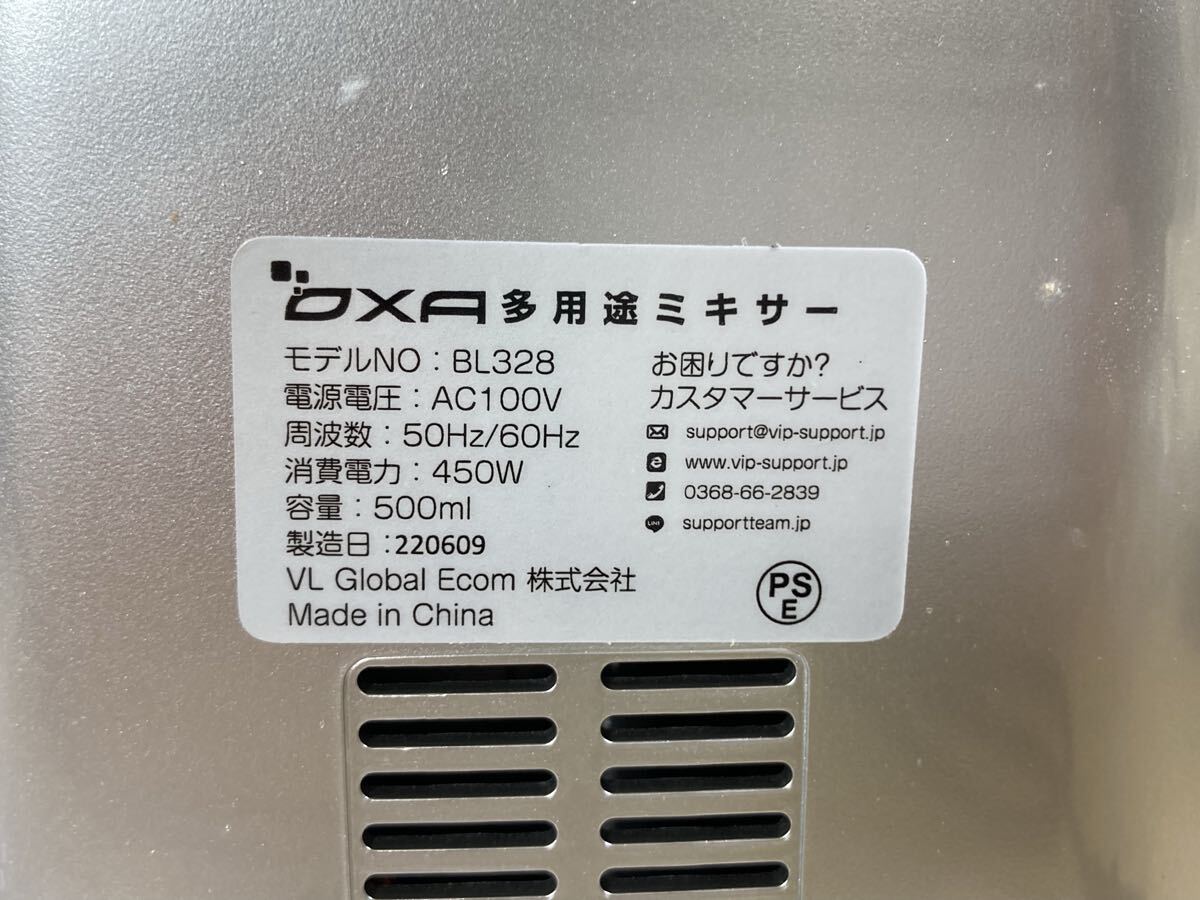 OXA 多用途ミキサー
モデルNO : BL328
電源電圧 : AC100V
周波数 : 50Hz/60Hz
消費電力 : 450W
容量 : 500ml
製造日 : 220609
VL Global Ecom 株式会社
Made in China
お困りですか?
カスタマーサービス
support@vip-support.jp
www.vip-support.jp
0368-66-2839
LINE supportteam.jp
PS
E